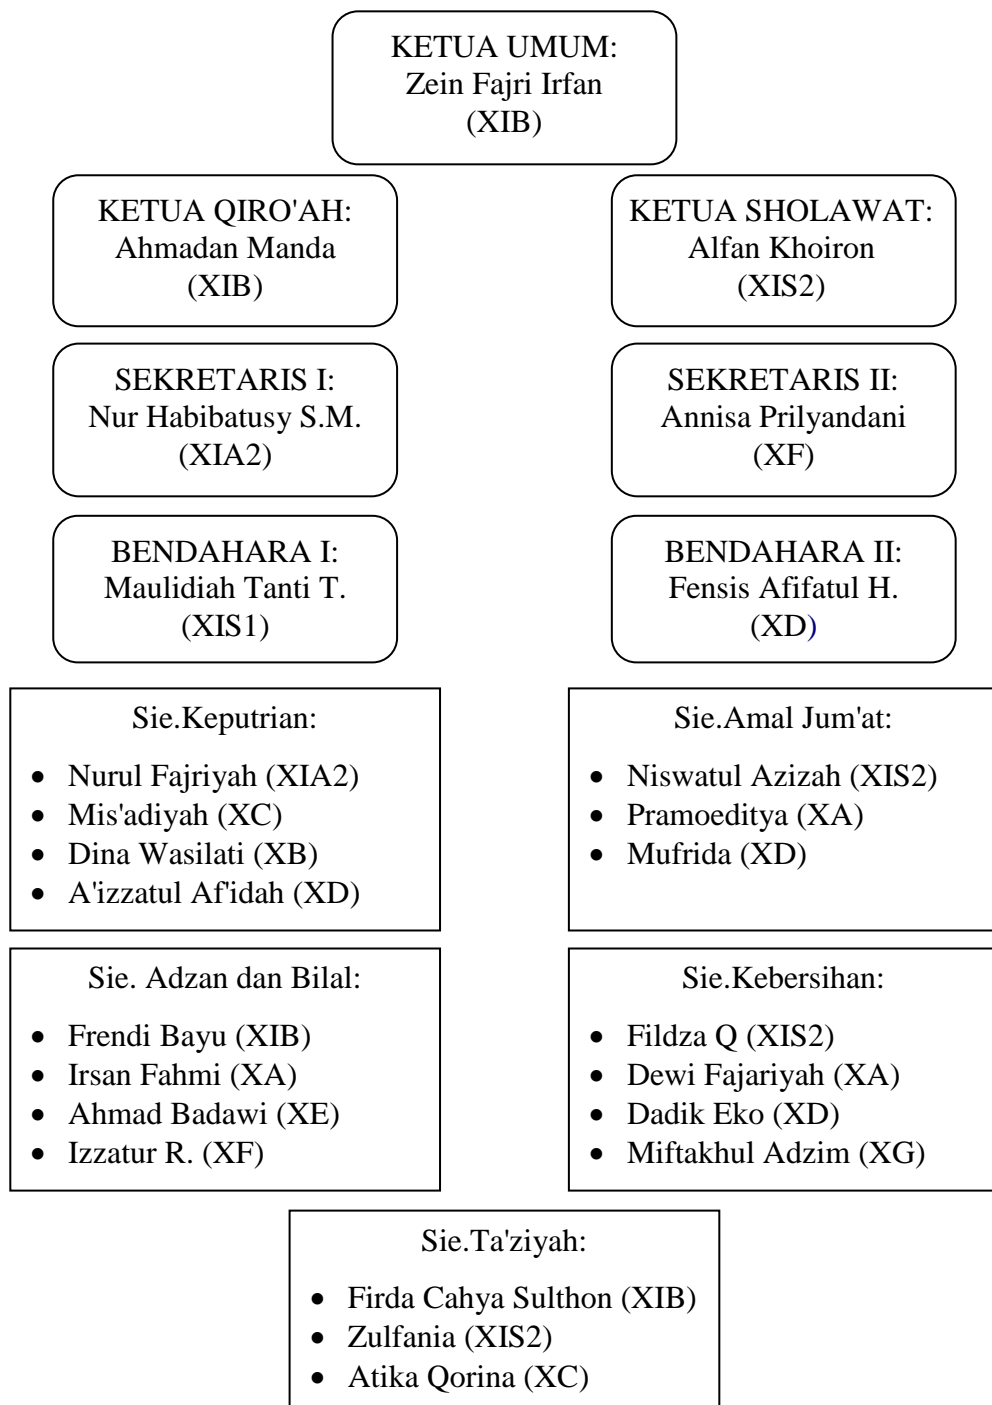 KETUA UMUM:
Zein Fajri Irfan
(XIB)
KETUA QIRO'AH:
Ahmadan Manda
(XIB)
KETUA SHOLAWAT:
Alfan Khoiron
(XIS2)
SEKRETARIS I:
Nur Habibatusy S.M.
(XIA2)
SEKRETARIS II:
Annisa Prilyandani
(XF)
BENDAHARA I:
Maulidiah Tanti T.
(XIS1)
BENDAHARA II:
Fensis Afifatul H.
(XD)
Sie.Keputrian:
• Nurul Fajriyah (XIA2)
• Mis'adiyah (XC)
• Dina Wasilati (XB)
• A'izzatul Af'idah (XD)
Sie.Amal Jum'at:
• Niswatul Azizah (XIS2)
• Pramoeditya (XA)
• Mufrida (XD)
Sie. Adzan dan Bilal:
• Frendi Bayu (XIB)
• Irsan Fahmi (XA)
• Ahmad Badawi (XE)
• Izzatur R. (XF)
Sie.Kebersihan:
• Fildza Q (XIS2)
• Dewi Fajariyah (XA)
• Dadik Eko (XD)
• Miftakhul Adzim (XG)
Sie.Ta'ziyah:
• Firda Cahya Sulthon (XIB)
• Zulfania (XIS2)
• Atika Qorina (XC)